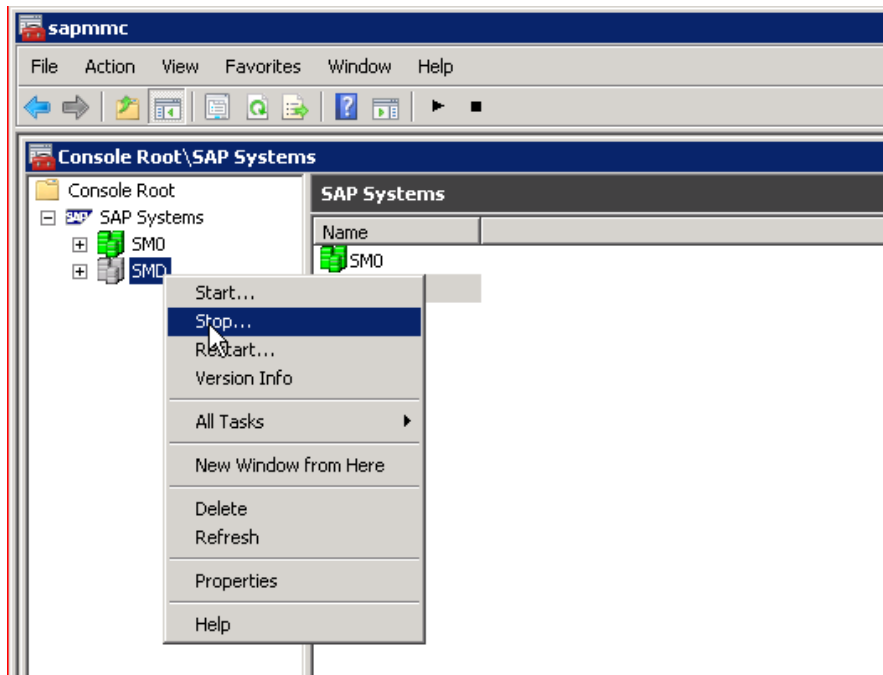 sapmmc
File Action View Favorites Window Help
Console Root\SAP Systems
Console Root
SAP Systems
SAP SAP Systems
Name
SM0
SM0
SMD
Start...
Stop...
Restart...
Version Info
All Tasks
New Window from Here
Delete
Refresh
Properties
Help